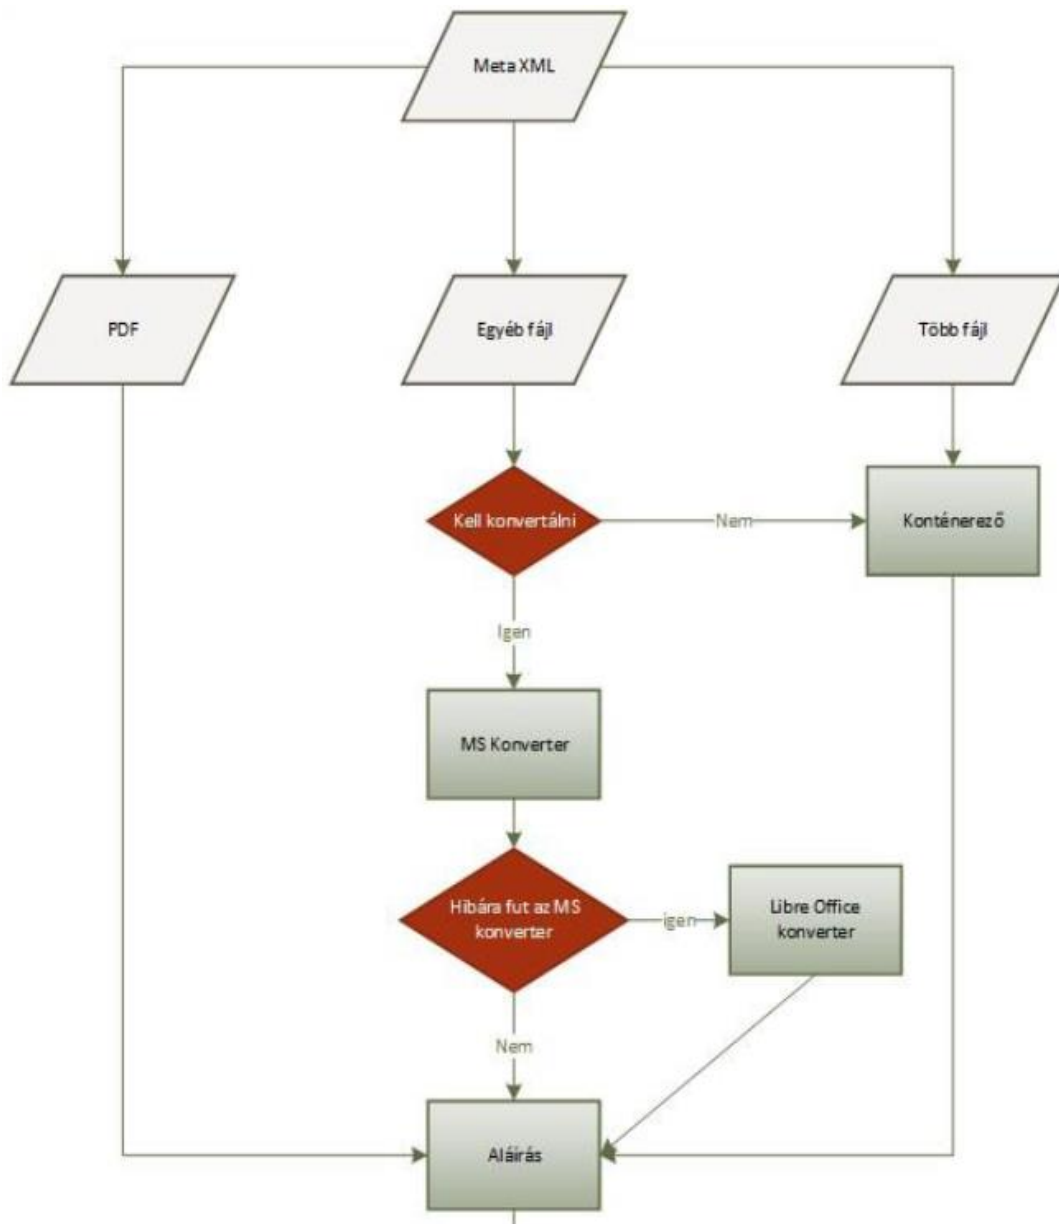 Meta XML
PDF
Egyéb fájl
Több fájl
Kell konvertálni
Nem
Konténerező
Igen
MS Konverter
Hibára fut az MS
konverter
Igen
Libre Office
konverter
Nem
Aláírás